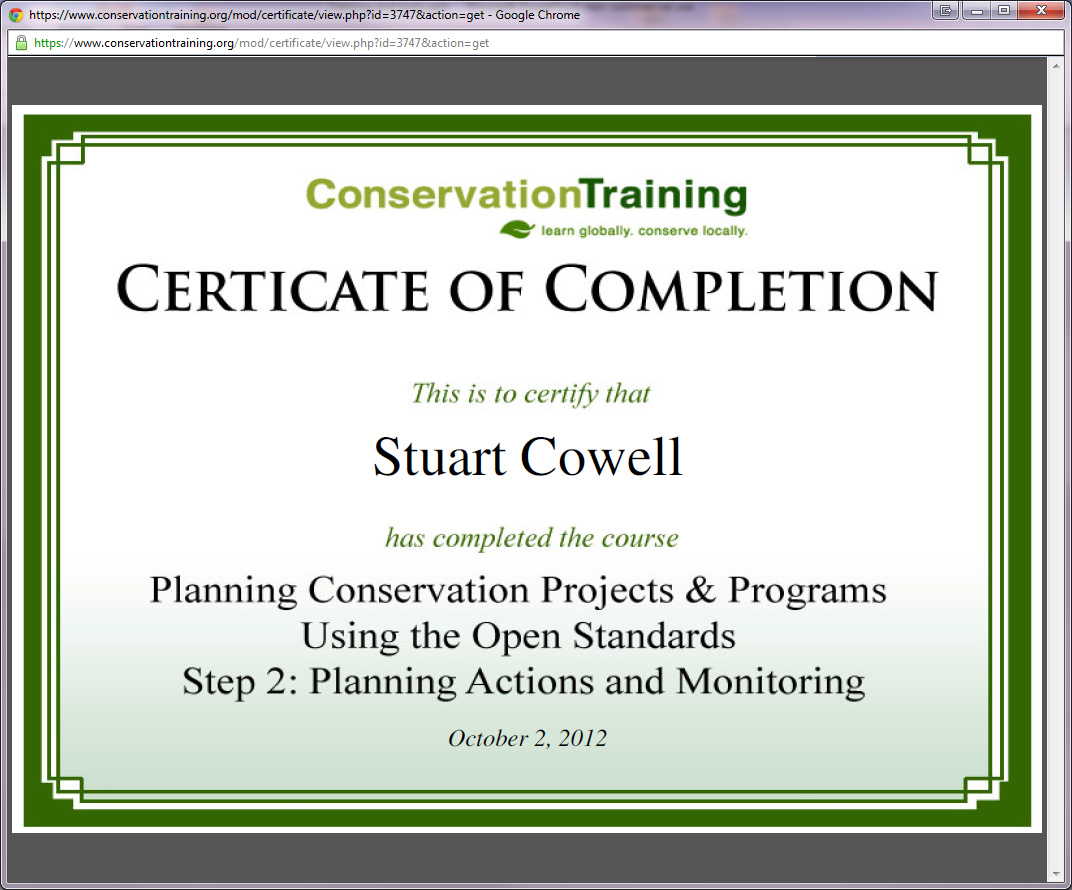 https://www.conservationtraining.org/mod/certificate/view.php?id=3747&action=get - Google Chrome
https://www.conservationtraining.org/mod/certificate/view.php?id=3747&action=get
ConservationTraining
learn globally. conserve locally.
CERTICATE OF COMPLETION
This is to certify that
Stuart Cowell
has completed the course
Planning Conservation Projects & Programs
Using the Open Standards
Step 2: Planning Actions and Monitoring
October 2, 2012